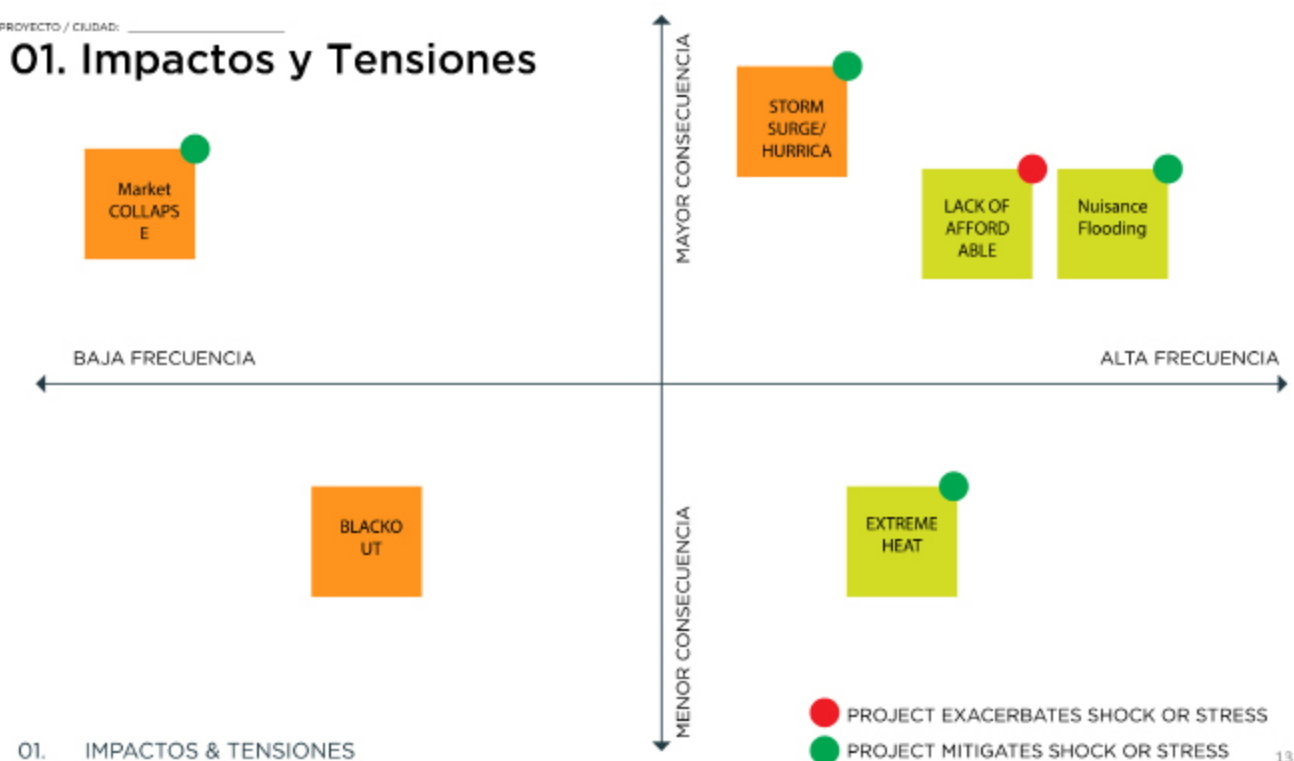 PROYECTO / CIUDAD:
01. Impactos y Tensiones
MAYOR CONSECUENCIA
STORM
SURGE/
HURRICA
Market
COLLAPS
E
LACK OF
AFFORD
ABLE
Nuisance
Flooding
BAJA FRECUENCIA
ALTA FRECUENCIA
BLACKO
UT
EXTREME
HEAT
MENOR CONSECUENCIA
PROJECT EXACERBATES SHOCK OR STRESS
PROJECT MITIGATES SHOCK OR STRESS
01. IMPACTOS & TENSIONES
13